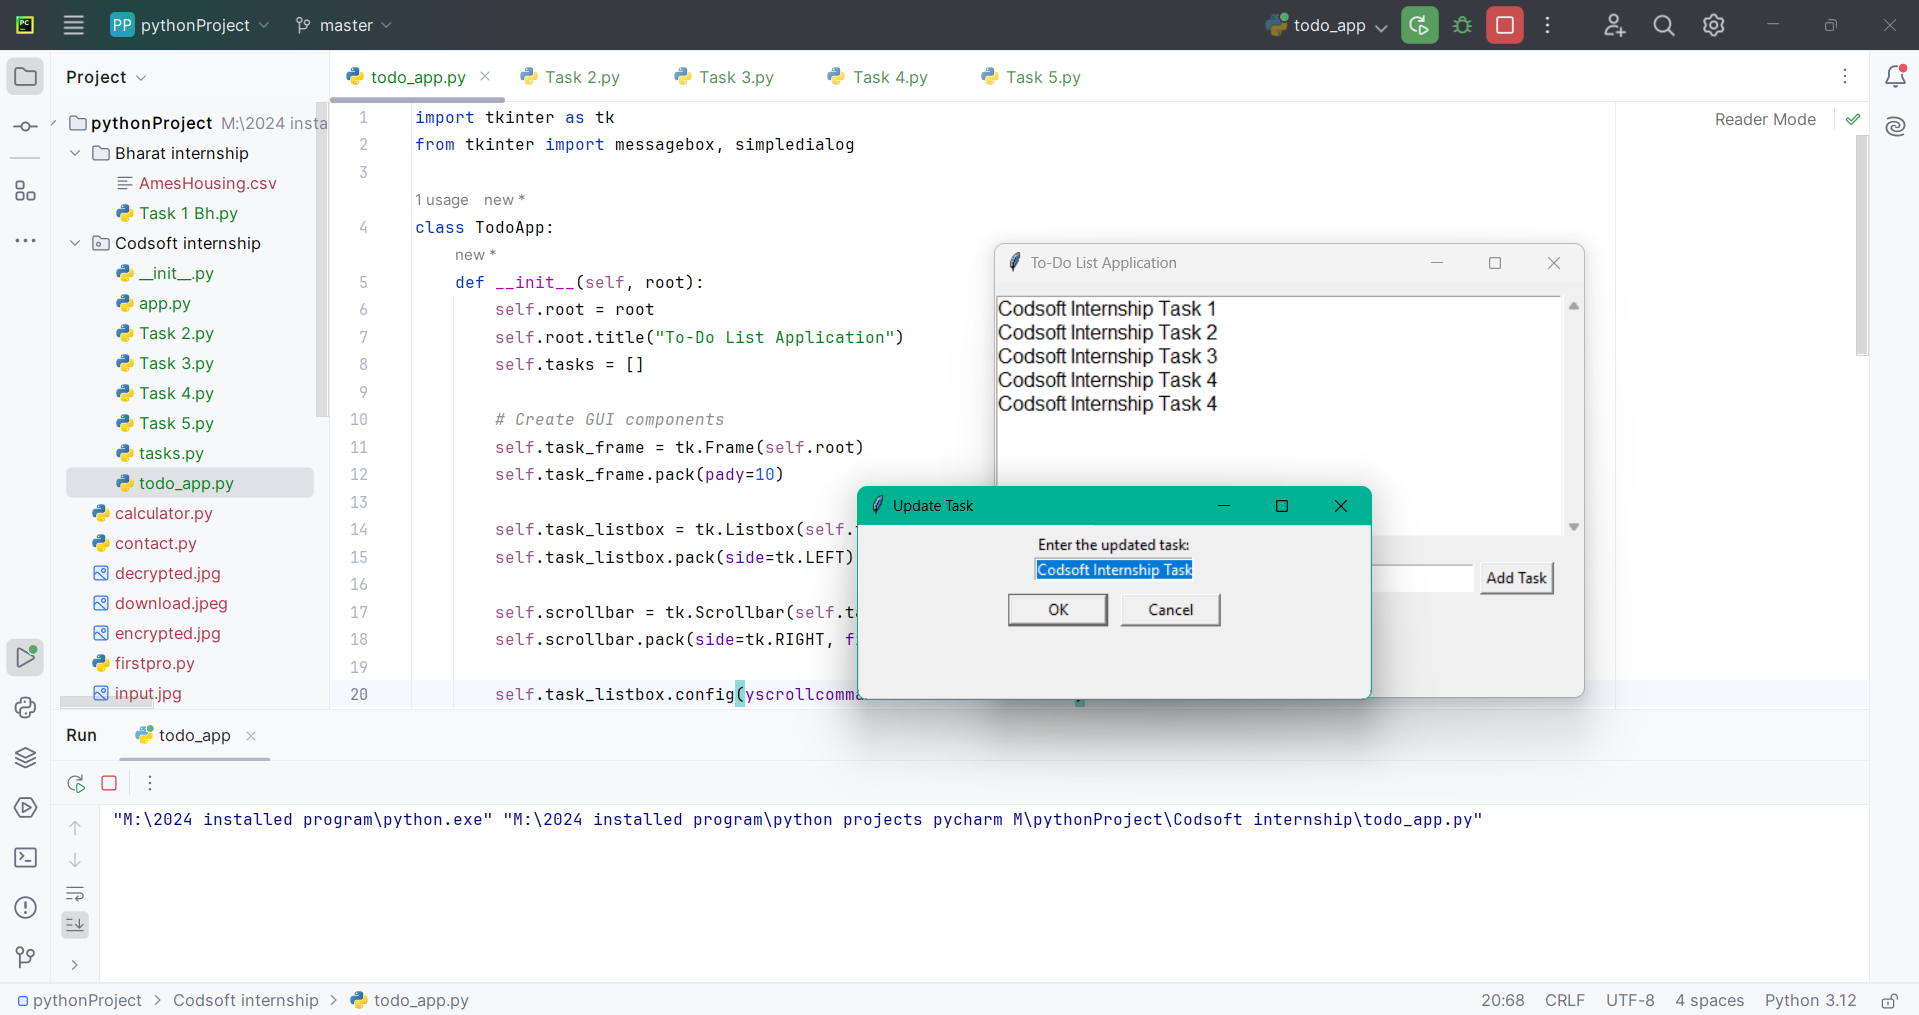 PC
PP pythonProject master
todo_app
Project
todo_app.py Task 2.py Task 3.py Task 4.py Task 5.py
pythonProject M:\2024 insta
Bharat internship
AmesHousing.csv
Task 1 Bh.py
Codsoft internship
__init__.py
app.py
Task 2.py
Task 3.py
Task 4.py
Task 5.py
tasks.py
todo_app.py
calculator.py
contact.py
decrypted.jpg
download.jpeg
encrypted.jpg
firstpro.py
input.jpg
Reader Mode
1 import tkinter as tk
2 from tkinter import messagebox, simpledialog
3
1 usage new *
4 class TodoApp:
new *
5 def __init__(self, root):
6 self.root = root
7 self.root.title("To-Do List Application")
8 self.tasks = []
9
10 # Create GUI components
11 self.task_frame = tk.Frame(self.root)
12 self.task_frame.pack(pady=10)
13
14 self.task_listbox = tk.Listbox(self.
15 self.task_listbox.pack(side=tk.LEFT)
16
17 self.scrollbar = tk.Scrollbar(self.ta
18 self.scrollbar.pack(side=tk.RIGHT, f
19
20 self.task_listbox.config(yscrollcomma
To-Do List Application
Codsoft Internship Task 1
Codsoft Internship Task 2
Codsoft Internship Task 3
Codsoft Internship Task 4
Codsoft Internship Task 4
Add Task
Update Task
Enter the updated task:
Codsoft Internship Task
OK Cancel
Run todo_app
"M:\2024 installed program\python.exe" "M:\2024 installed program\python projects pycharm M\pythonProject\Codsoft internship\todo_app.py"
pythonProject > Codsoft internship > todo_app.py
20:68 CRLF UTF-8 4 spaces Python 3.12